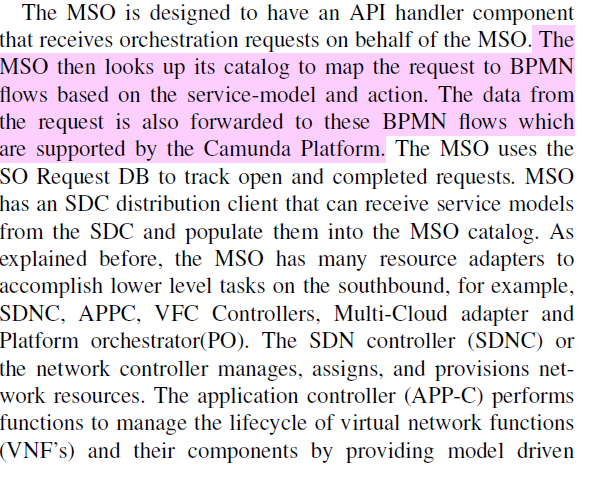 The MSO is designed to have an API handler component
that receives orchestration requests on behalf of the MSO. The
MSO then looks up its catalog to map the request to BPMN
flows based on the service-model and action. The data from
the request is also forwarded to these BPMN flows which
are supported by the Camunda Platform. The MSO uses the
SO Request DB to track open and completed requests. MSO
has an SDC distribution client that can receive service models
from the SDC and populate them into the MSO catalog. As
explained before, the MSO has many resource adapters to
accomplish lower level tasks on the southbound, for example,
SDNC, APPC, VFC Controllers, Multi-Cloud adapter and
Platform orchestrator(PO). The SDN controller (SDNC) or
the network controller manages, assigns, and provisions net-
work resources. The application controller (APP-C) performs
functions to manage the lifecycle of virtual network functions
(VNF's) and their components by providing model driven